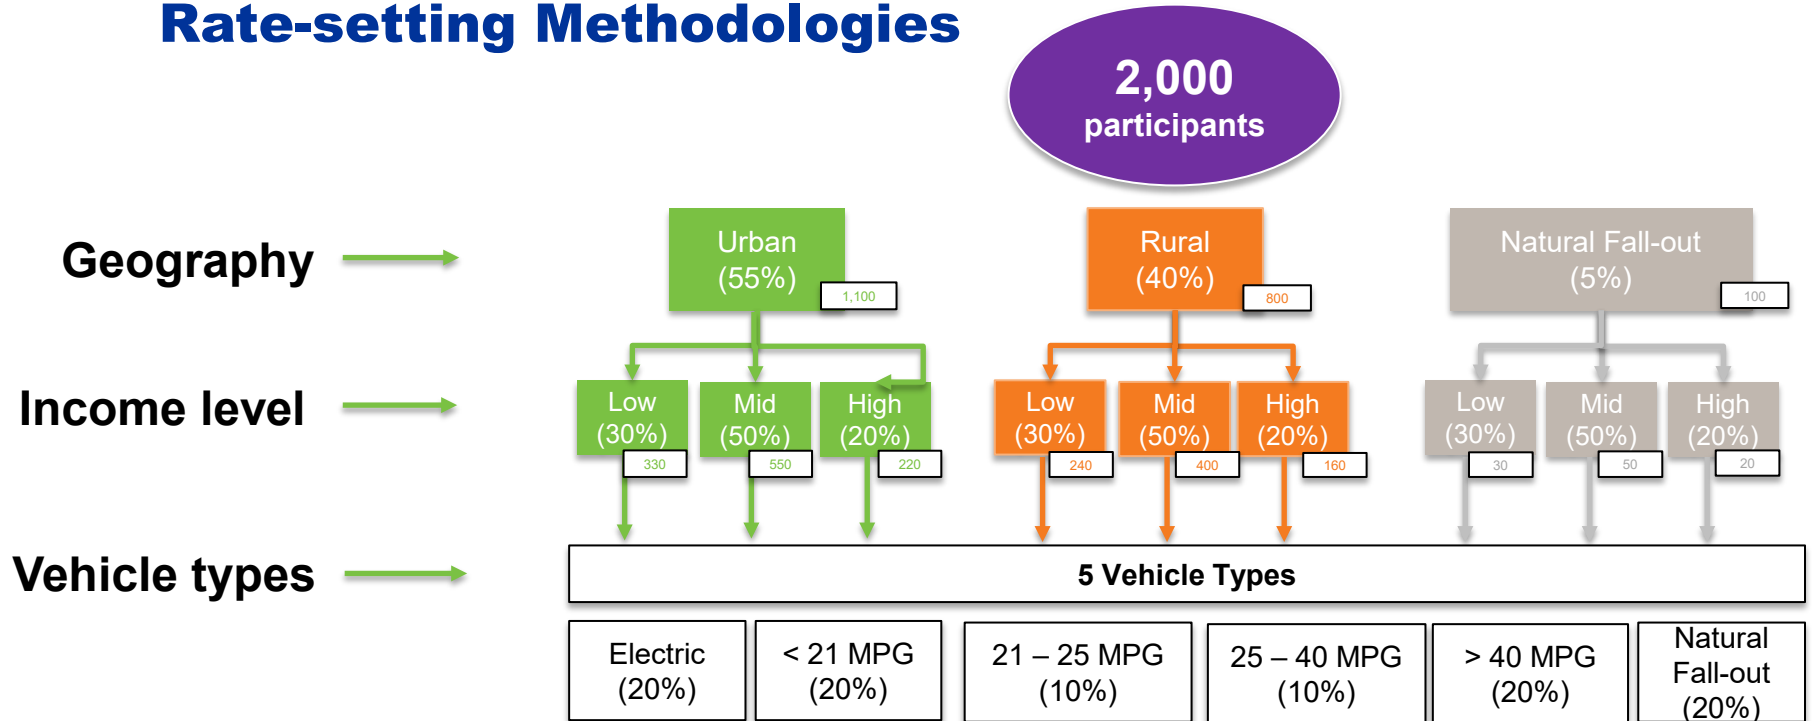 Rate-setting Methodologies
2,000
participants
Geography
Urban
(55%)
1,100
Rural
(40%)
800
Natural Fall-out
(5%)
100
Income level
Low
(30%)
330
Mid
(50%)
550
High
(20%)
220
Low
(30%)
240
Mid
(50%)
400
High
(20%)
160
Low
(30%)
30
Mid
(50%)
50
High
(20%)
20
Vehicle types
5 Vehicle Types
Electric
(20%)
< 21 MPG
(20%)
21 – 25 MPG
(10%)
25 – 40 MPG
(10%)
> 40 MPG
(20%)
Natural
Fall-out
(20%)